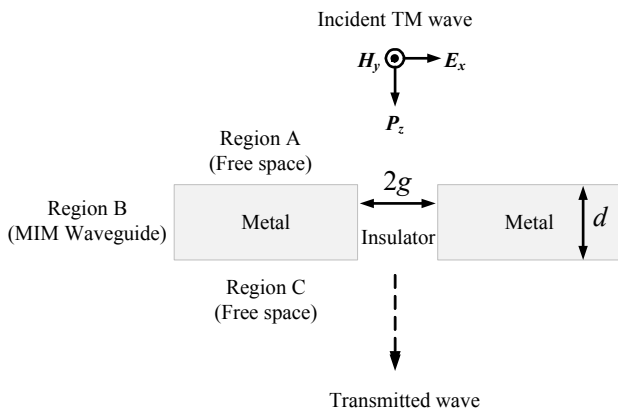 Incident TM wave
H_y
E_x
P_z
Region A
(Free space)
2g
Region B
(MIM Waveguide)
Metal
Insulator
Metal
d
Region C
(Free space)
Transmitted wave